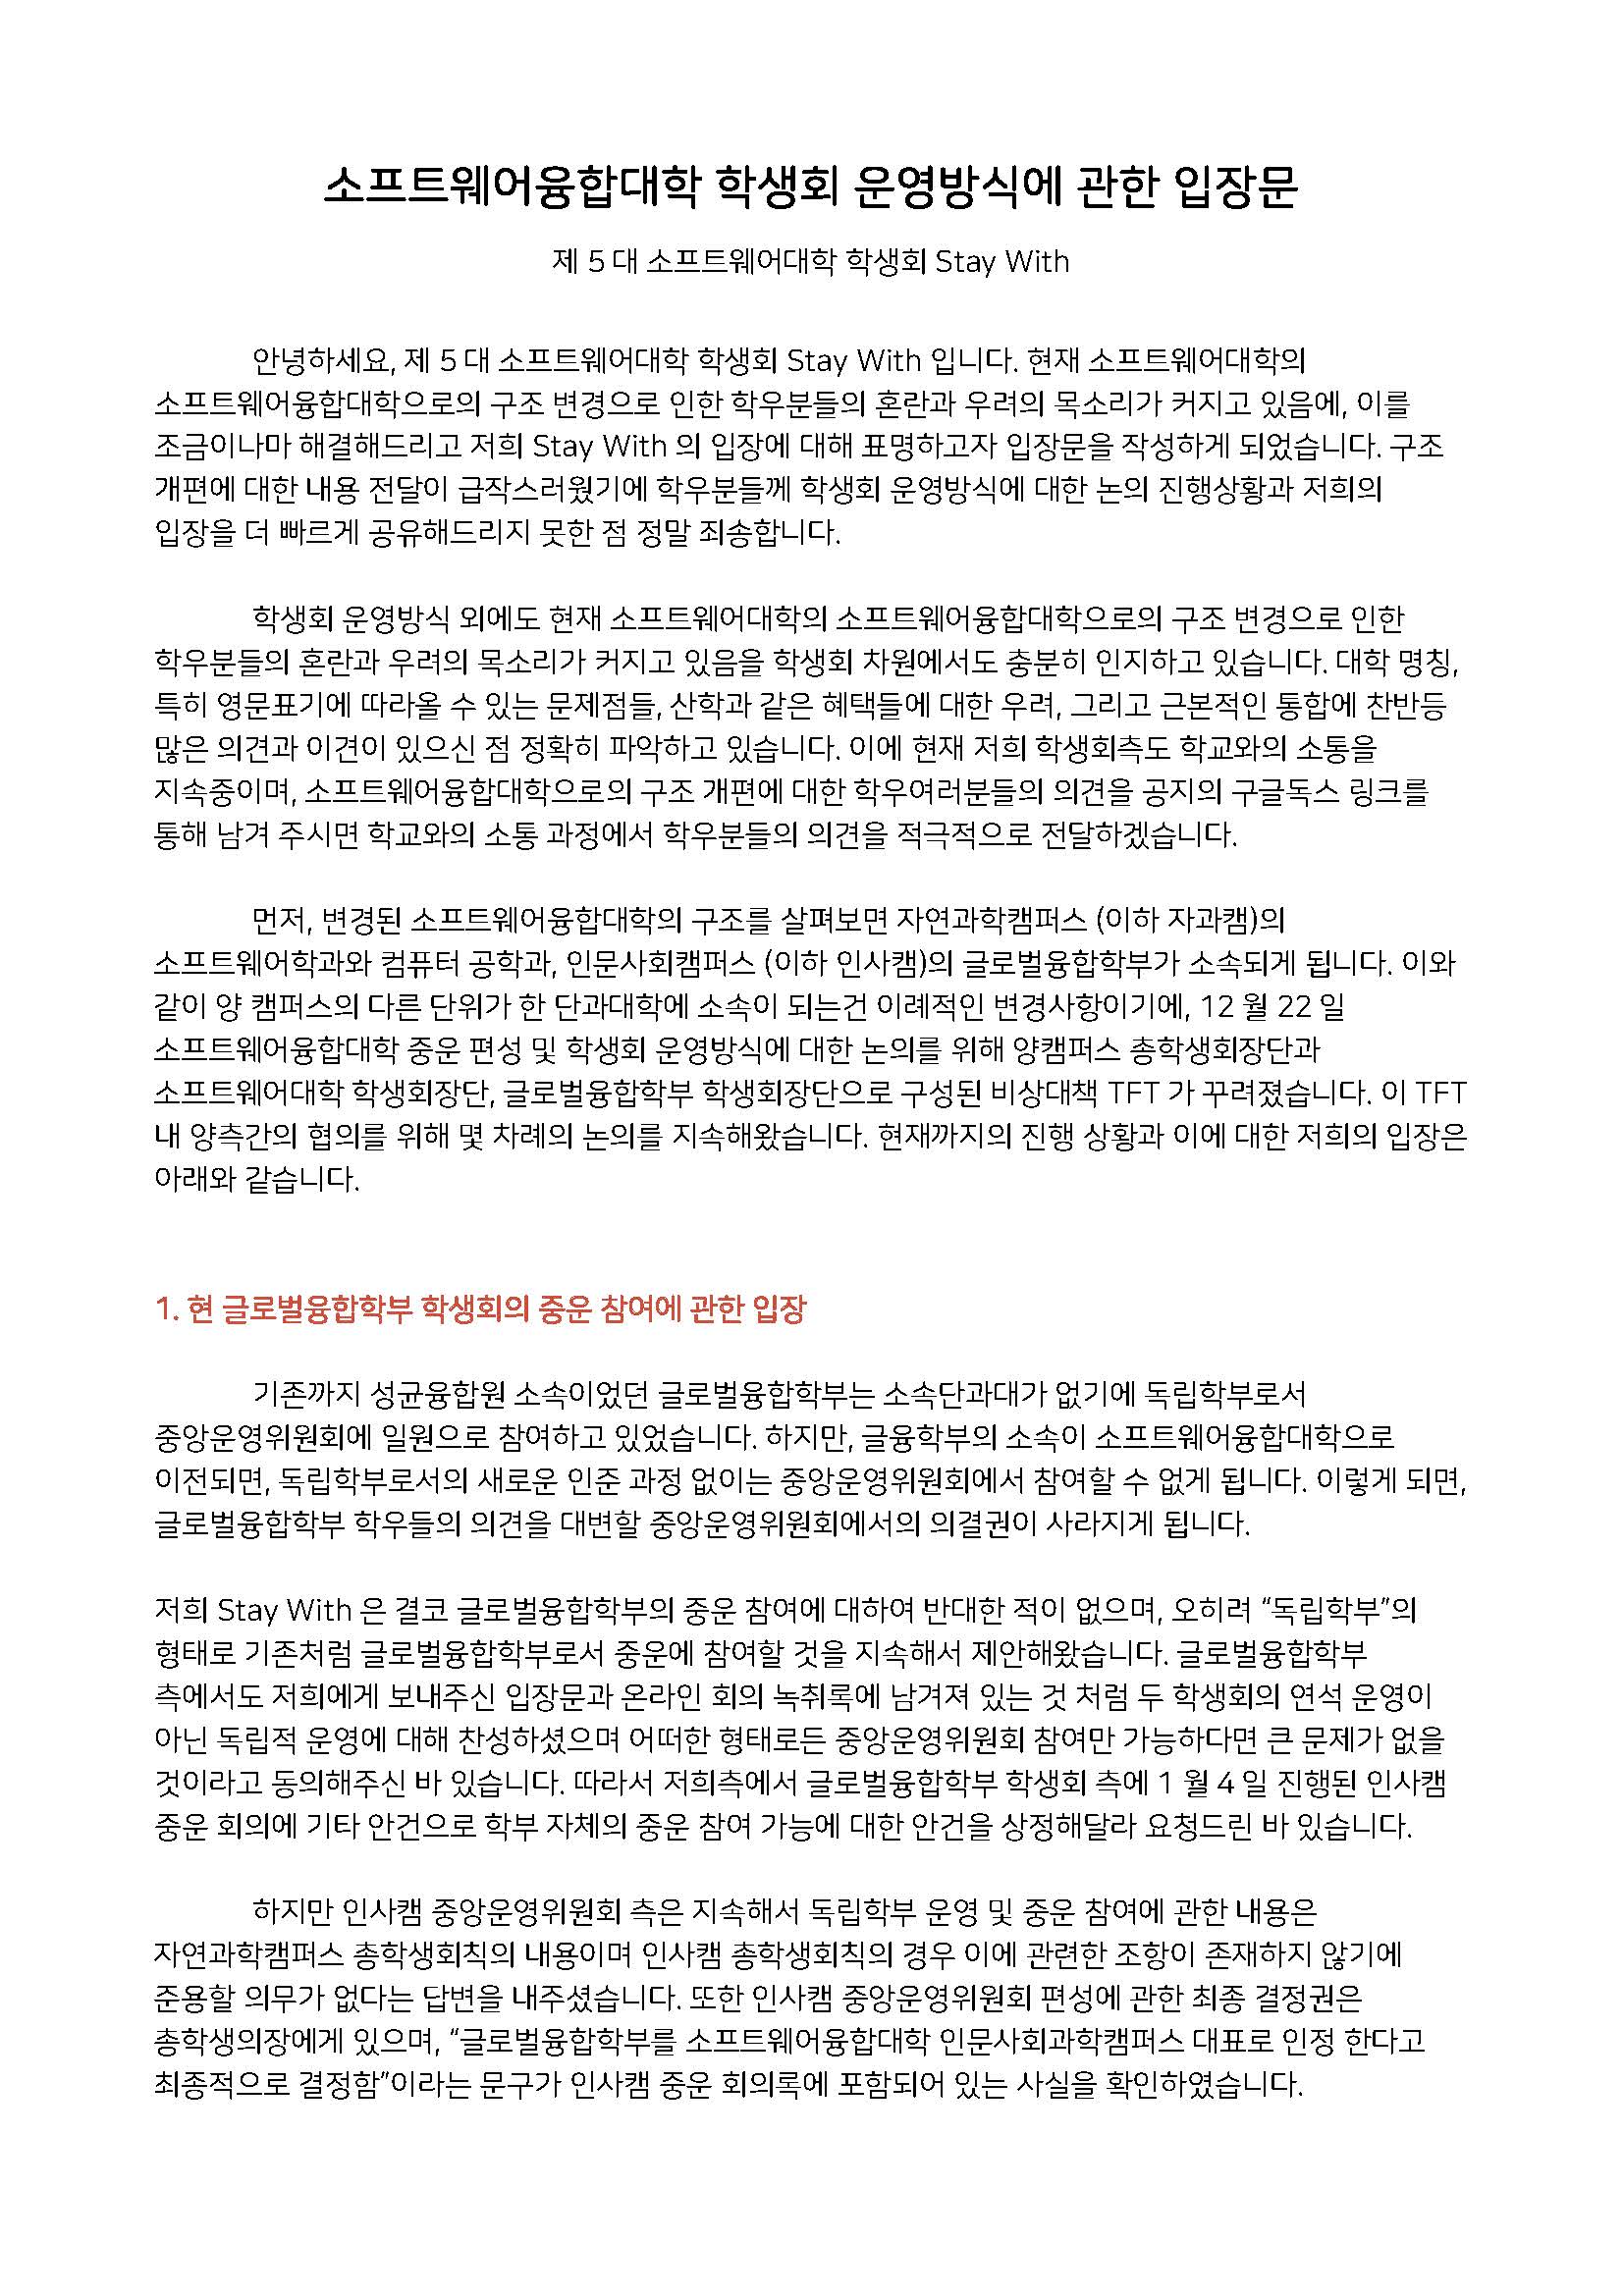 소프트웨어융합대학 학생회 운영방식에 관한 입장문
제 5 대 소프트웨어대학 학생회 Stay With
안녕하세요, 제 5 대 소프트웨어대학 학생회 Stay With 입니다. 현재 소프트웨어대학의
소프트웨어융합대학으로의 구조 변경으로 인한 학우분들의 혼란과 우려의 목소리가 커지고 있음에, 이를
조금이나마 해결해드리고 저희 Stay With 의 입장에 대해 표명하고자 입장문을 작성하게 되었습니다. 구조
개편에 대한 내용 전달이 급작스러웠기에 학우분들께 학생회 운영방식에 대한 논의 진행상황과 저희의
입장을 더 빠르게 공유해드리지 못한 점 정말 죄송합니다.
학생회 운영방식 외에도 현재 소프트웨어대학의 소프트웨어융합대학으로의 구조 변경으로 인한
학우분들의 혼란과 우려의 목소리가 커지고 있음을 학생회 차원에서도 충분히 인지하고 있습니다. 대학 명칭,
특히 영문표기에 따라올 수 있는 문제점들, 산학과 같은 혜택들에 대한 우려, 그리고 근본적인 통합에 찬반등
많은 의견과 이견이 있으신 점 정확히 파악하고 있습니다. 이에 현재 저희 학생회측도 학교와의 소통을
지속중이며, 소프트웨어융합대학으로의 구조 개편에 대한 학우여러분들의 의견을 공지의 구글독스 링크를
통해 남겨 주시면 학교와의 소통 과정에서 학우분들의 의견을 적극적으로 전달하겠습니다.
먼저, 변경된 소프트웨어융합대학의 구조를 살펴보면 자연과학캠퍼스 (이하 자과캠)의
소프트웨어학과와 컴퓨터 공학과, 인문사회캠퍼스 (이하 인사캠)의 글로벌융합학부가 소속되게 됩니다. 이와
같이 양 캠퍼스의 다른 단위가 한 단과대학에 소속이 되는건 이례적인 변경사항이기에, 12 월 22 일
소프트웨어융합대학 중운 편성 및 학생회 운영방식에 대한 논의를 위해 양캠퍼스 총학생회장단과
소프트웨어대학 학생회장단, 글로벌융합학부 학생회장단으로 구성된 비상대책 TFT 가 꾸려졌습니다. 이 TFT
내 양측간의 협의를 위해 몇 차례의 논의를 지속해왔습니다. 현재까지의 진행 상황과 이에 대한 저희의 입장은
아래와 같습니다.
1. 현 글로벌융합학부 학생회의 중운 참여에 관한 입장
기존까지 성균융합원 소속이었던 글로벌융합학부는 소속단과대가 없기에 독립학부로서
중앙운영위원회에 일원으로 참여하고 있었습니다. 하지만, 글융학부의 소속이 소프트웨어융합대학으로
이전되면, 독립학부로서의 새로운 인준 과정 없이는 중앙운영위원회에서 참여할 수 없게 됩니다. 이렇게 되면,
글로벌융합학부 학우들의 의견을 대변할 중앙운영위원회에서의 의결권이 사라지게 됩니다.
저희 Stay With 은 결코 글로벌융합학부의 중운 참여에 대하여 반대한 적이 없으며, 오히려 “독립학부”의
형태로 기존처럼 글로벌융합학부로서 중운에 참여할 것을 지속해서 제안해왔습니다. 글로벌융합학부
측에서도 저희에게 보내주신 입장문과 온라인 회의 녹취록에 남겨져 있는 것 처럼 두 학생회의 연석 운영이
아닌 독립적 운영에 대해 찬성하셨으며 어떠한 형태로든 중앙운영위원회 참여만 가능하다면 큰 문제가 없을
것이라고 동의해주신 바 있습니다. 따라서 저희측에서 글로벌융합학부 학생회 측에 1 월 4 일 진행된 인사캠
중운 회의에 기타 안건으로 학부 자체의 중운 참여 가능에 대한 안건을 상정해달라 요청드린 바 있습니다.
하지만 인사캠 중앙운영위원회 측은 지속해서 독립학부 운영 및 중운 참여에 관한 내용은
자연과학캠퍼스 총학생회칙의 내용이며 인사캠 총학생회칙의 경우 이에 관련한 조항이 존재하지 않기에
준용할 의무가 없다는 답변을 내주셨습니다. 또한 인사캠 중앙운영위원회 편성에 관한 최종 결정권은
총학생의장에게 있으며, “글로벌융합학부를 소프트웨어융합대학 인문사회과학캠퍼스 대표로 인정 한다고
최종적으로 결정함”이라는 문구가 인사캠 중운 회의록에 포함되어 있는 사실을 확인하였습니다.